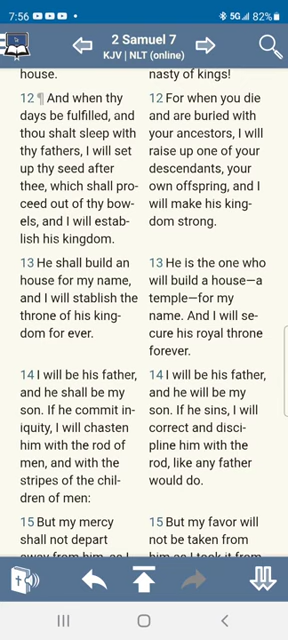 7:56
5G 82%
2 Samuel 7
KJV | NLT (online)
house.
12 ¶ And when thy
days be fulfilled, and
thou shalt sleep with
thy fathers, I will set
up thy seed after
thee, which shall pro-
ceed out of thy bow-
els, and I will estab-
lish his kingdom.
13 He shall build an
house for my name,
and I will stablish the
throne of his king-
dom for ever.
14 I will be his father,
and he shall be my
son. If he commit in-
iquity, I will chasten
him with the rod of
men, and with the
stripes of the chil-
dren of men:
15 But my mercy
shall not depart
away from him, as I
nasty of kings!
12 For when you die
and are buried with
your ancestors, I will
raise up one of your
descendants, your
own offspring, and I
will make his king-
dom strong.
13 He is the one who
will build a house—a
temple—for my
name. And I will se-
cure his royal throne
forever.
14 I will be his father,
and he will be my
son. If he sins, I will
correct and disci-
pline him with the
rod, like any father
would do.
15 But my favor will
not be taken from
him as I took it from